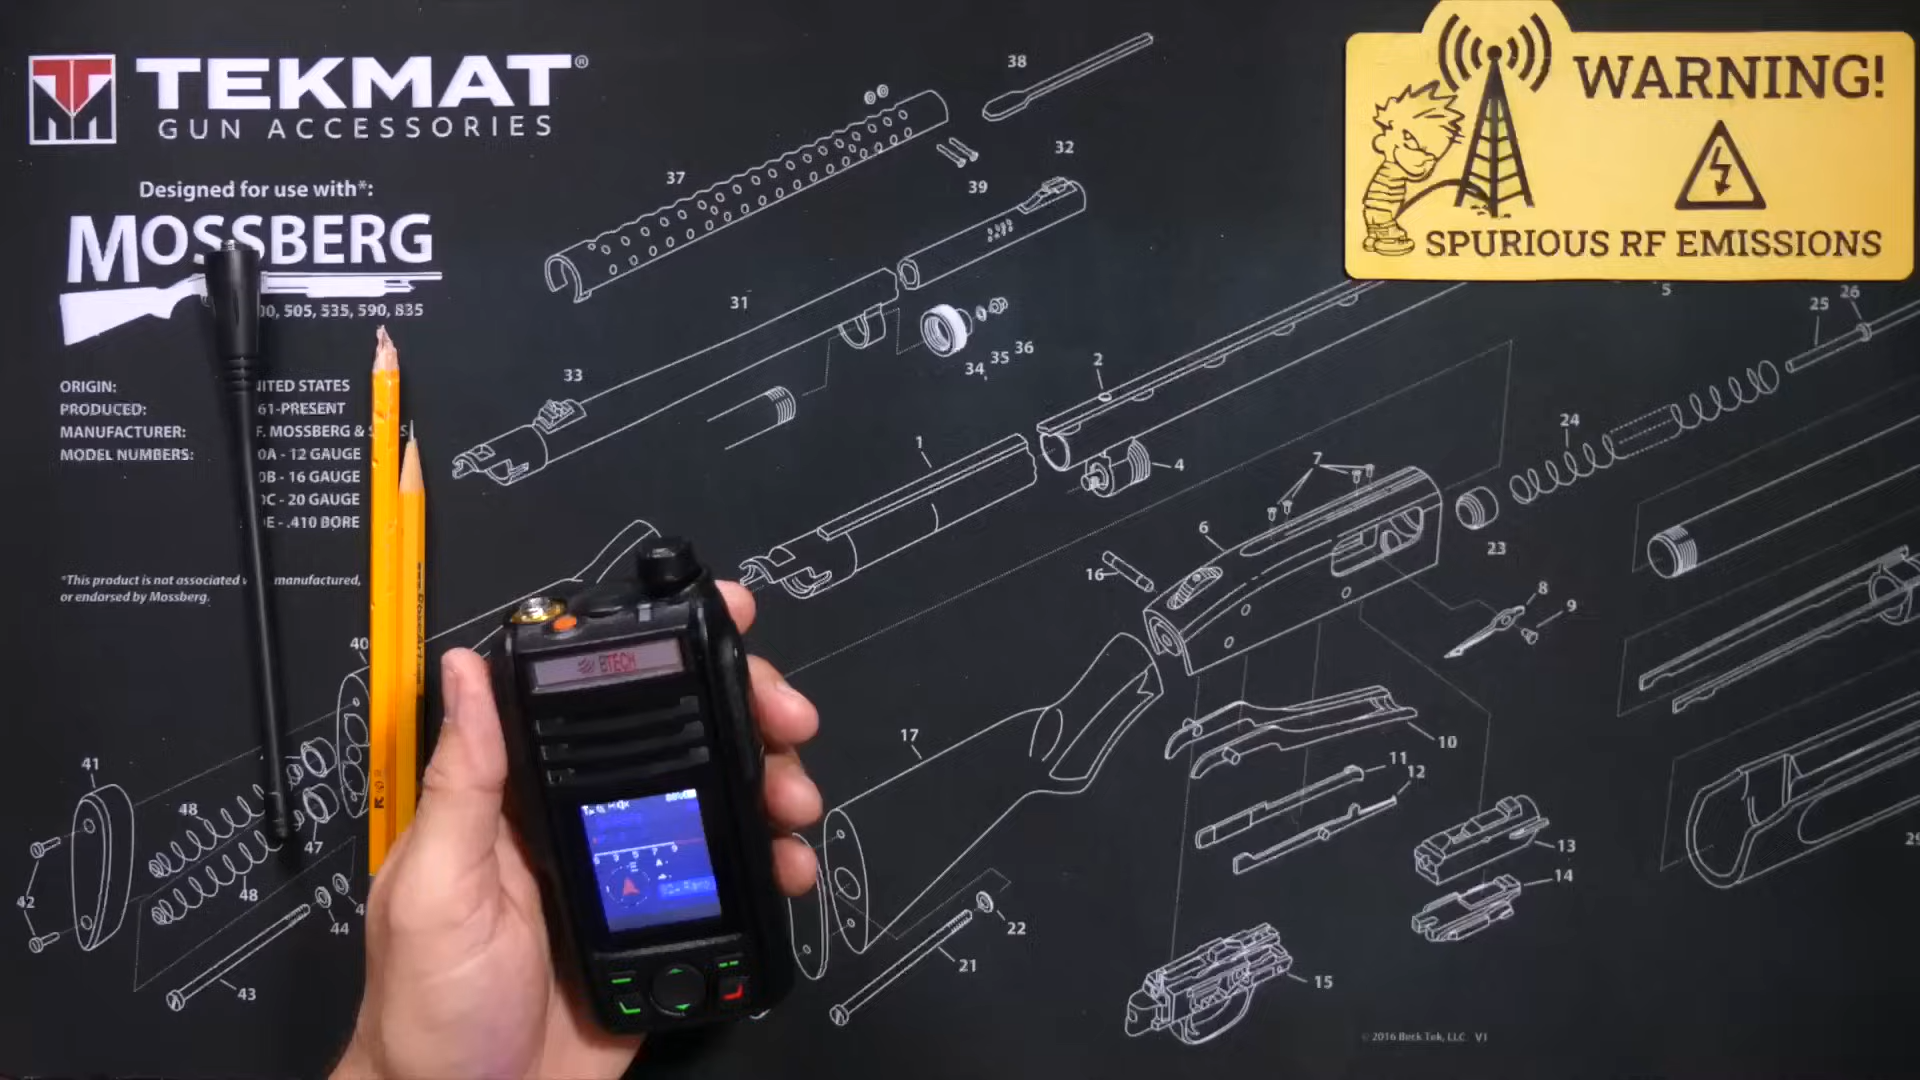 TEKMAT®
GUN ACCESSORIES
Designed for use with*:
MOSSBERG
00, 505, 535, 590, 835
ORIGIN: NITED STATES
PRODUCED: 61-PRESENT
MANUFACTURER: F. MOSSBERG & S
MODEL NUMBERS: 0A - 12 GAUGE
0B - 16 GAUGE
0C - 20 GAUGE
E - .410 BORE
*This product is not associated manufactured,
or endorsed by Mossberg.
WARNING!
SPURIOUS RF EMISSIONS
BTECH
38
37
39
32
31
33
34,
35
36
2
1
4
5
25
26
24
23
7
6
16
8
9
10
11
12
13
14
15
17
21
22
40
41
42
43
44
47
48
48
29
© 2016 Beck Tek, LLC V1